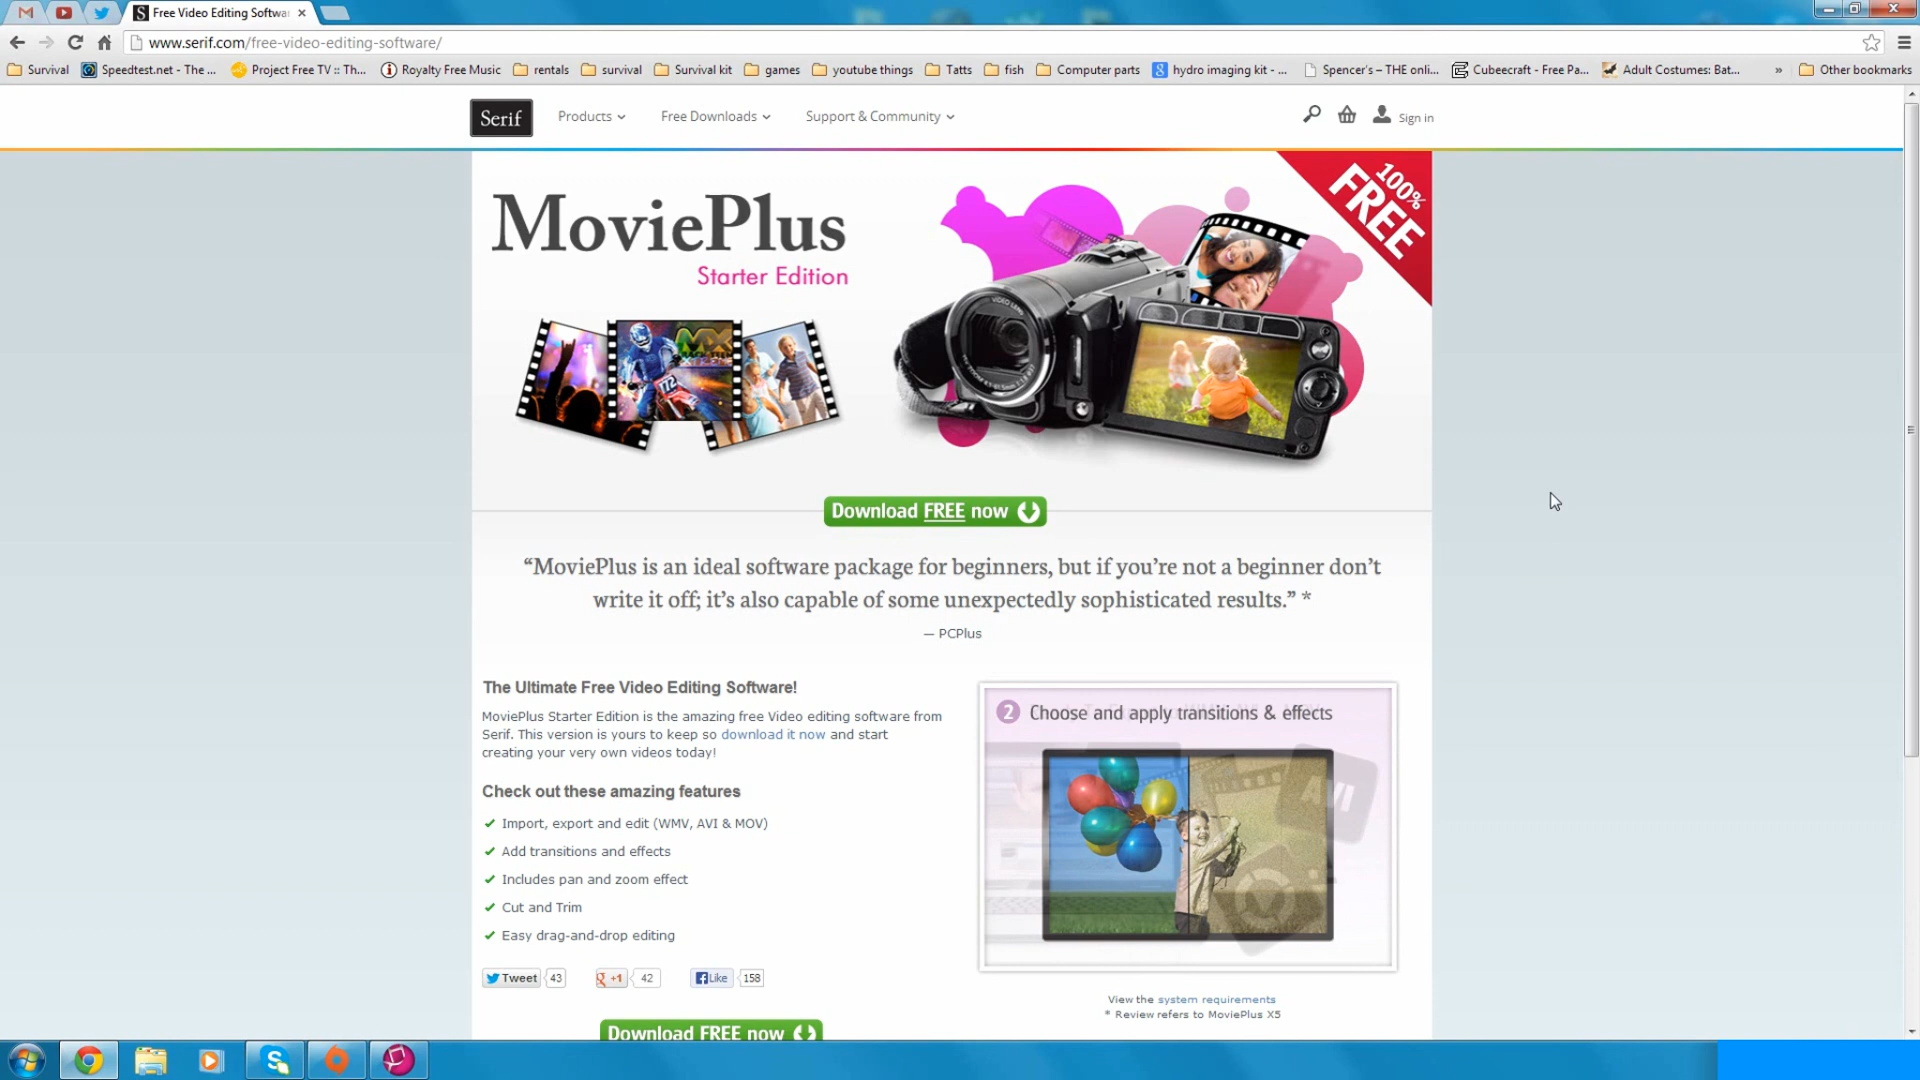 Free Video Editing Softwa
www.serif.com/free-video-editing-software/
Survival
Speedtest.net - The ...
Project Free TV :: Th...
Royalty Free Music
rentals
survival
Survival kit
games
youtube things
Tatts
fish
Computer parts
hydro imaging kit - ...
Spencer's – THE onli...
Cubeecraft - Free Pa...
Adult Costumes: Bat...
»
Other bookmarks
Serif
Products
Free Downloads
Support & Community
Sign in
100%
FREE
MoviePlus
Starter Edition
MX
172
VIDEO LENS
Download FREE now
“MoviePlus is an ideal software package for beginners, but if you’re not a beginner don’t
write it off; it’s also capable of some unexpectedly sophisticated results.” *
— PCPlus
The Ultimate Free Video Editing Software!
MoviePlus Starter Edition is the amazing free Video editing software from
Serif. This version is yours to keep so download it now and start
creating your very own videos today!
Check out these amazing features
Import, export and edit (WMV, AVI & MOV)
Add transitions and effects
Includes pan and zoom effect
Cut and Trim
Easy drag-and-drop editing
Tweet 43
+1 42
Like 158
2 Choose and apply transitions & effects
AVI
View the system requirements
* Review refers to MoviePlus X5
Download FREE now